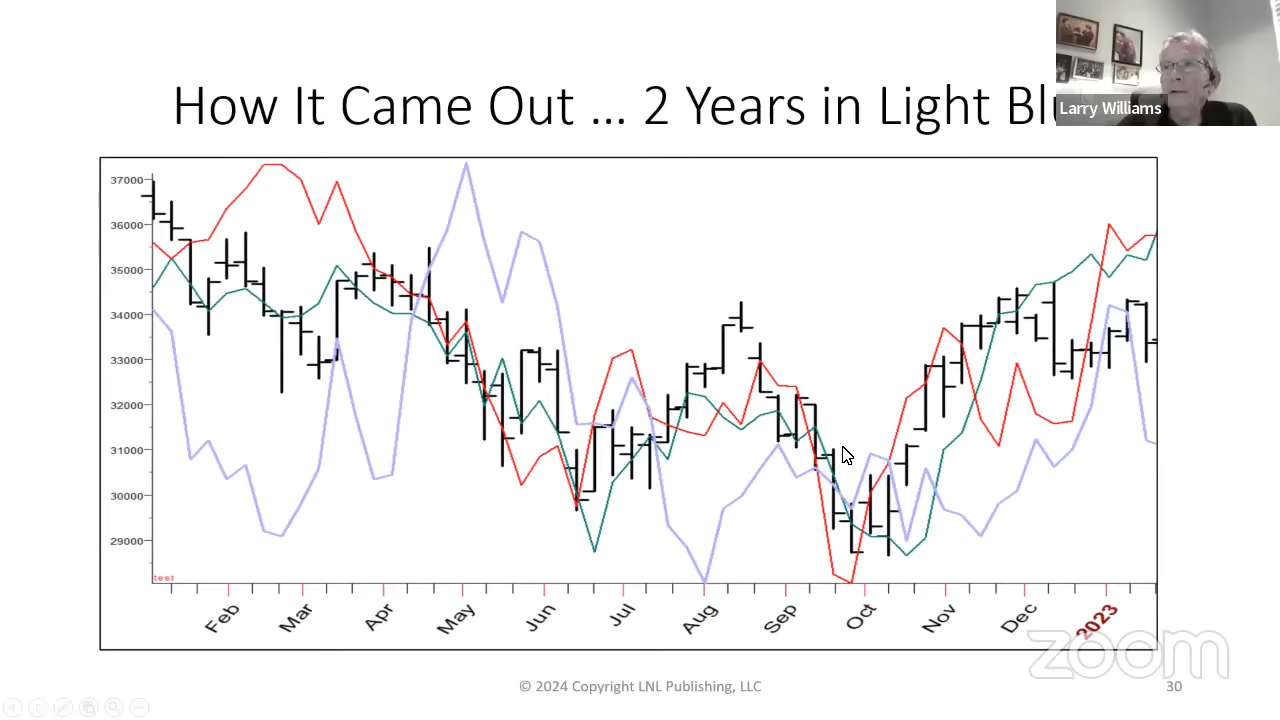 How It Came Out … 2 Years in Light Blu
Larry Williams
37000
36000
35000
34000
33000
32000
31000
30000
29000
test
Feb
Mar
Apr
May
Jun
Jul
Aug
Sep
Oct
Nov
Dec
2023
zoom
© 2024 Copyright LNL Publishing, LLC
30